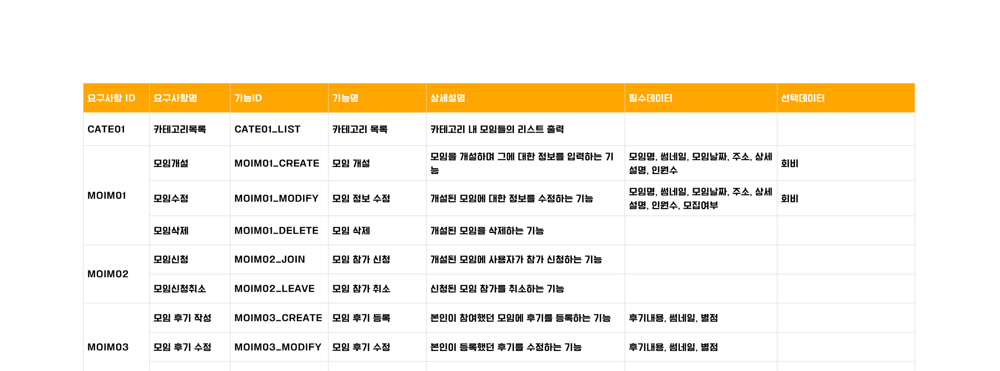 요구사항 ID 요구사항명 기능ID 기능명 상세설명 필수데이터 선택데이터
CATE01 카테고리목록 CATE01_LIST 카테고리 목록 카테고리 내 모임들의 리스트 출력
MOIM01
모임개설 MOIM01_CREATE 모임 개설
모임을 개설하며 그에 대한 정보를 입력하는 기
능
모임명, 썸네일, 모임날짜, 주소, 상세
설명, 인원수
회비
모임수정 MOIM01_MODIFY 모임 정보 수정 개설된 모임에 대한 정보를 수정하는 기능
모임명, 썸네일, 모임날짜, 주소, 상세
설명, 인원수, 모집여부
회비
모임삭제 MOIM01_DELETE 모임 삭제 개설된 모임을 삭제하는 기능
MOIM02
모임신청 MOIM02_JOIN 모임 참가 신청 개설된 모임에 사용자가 참가 신청하는 기능
모임신청취소 MOIM02_LEAVE 모임 참가 취소 신청된 모임 참가를 취소하는 기능
MOIM03
모임 후기 작성 MOIM03_CREATE 모임 후기 등록 본인이 참여했던 모임에 후기를 등록하는 기능 후기내용, 썸네일, 별점
모임 후기 수정 MOIM03_MODIFY 모임 후기 수정 본인이 등록했던 후기를 수정하는 기능 후기내용, 썸네일, 별점